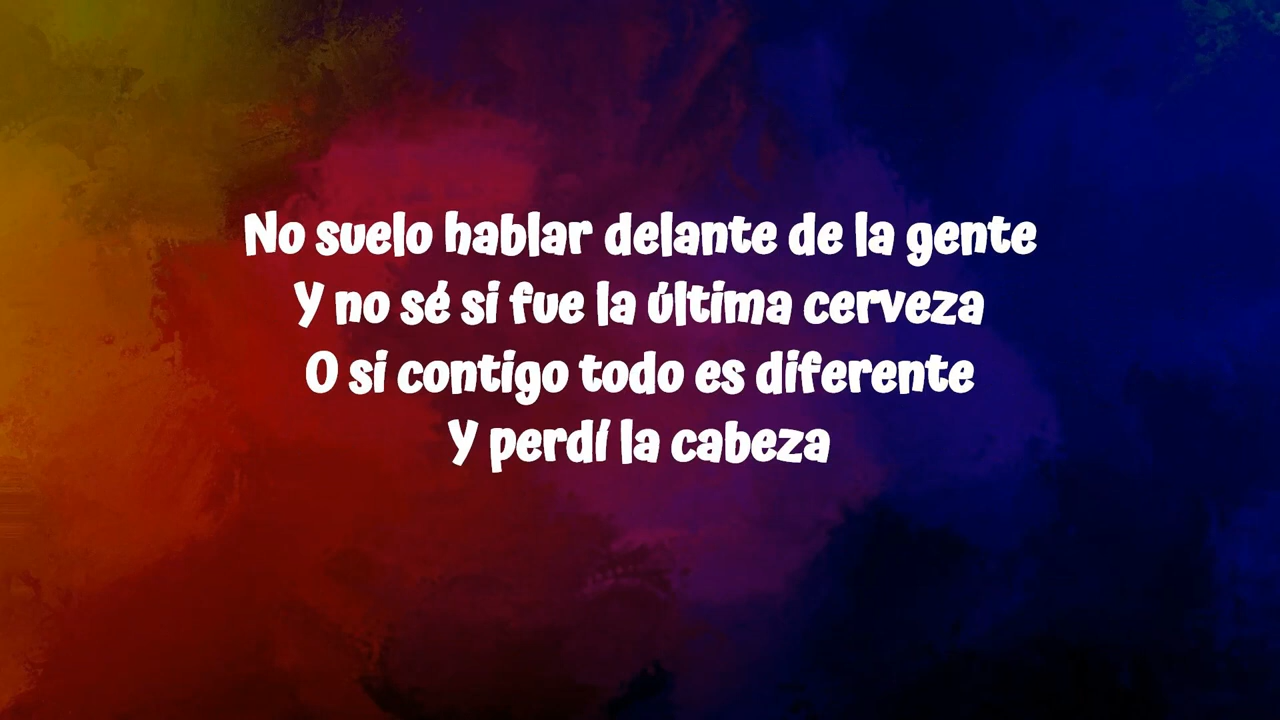 No suelo hablar delante de la gente
Y no sé si fue la última cerveza
O si contigo todo es diferente
Y perdí la cabeza